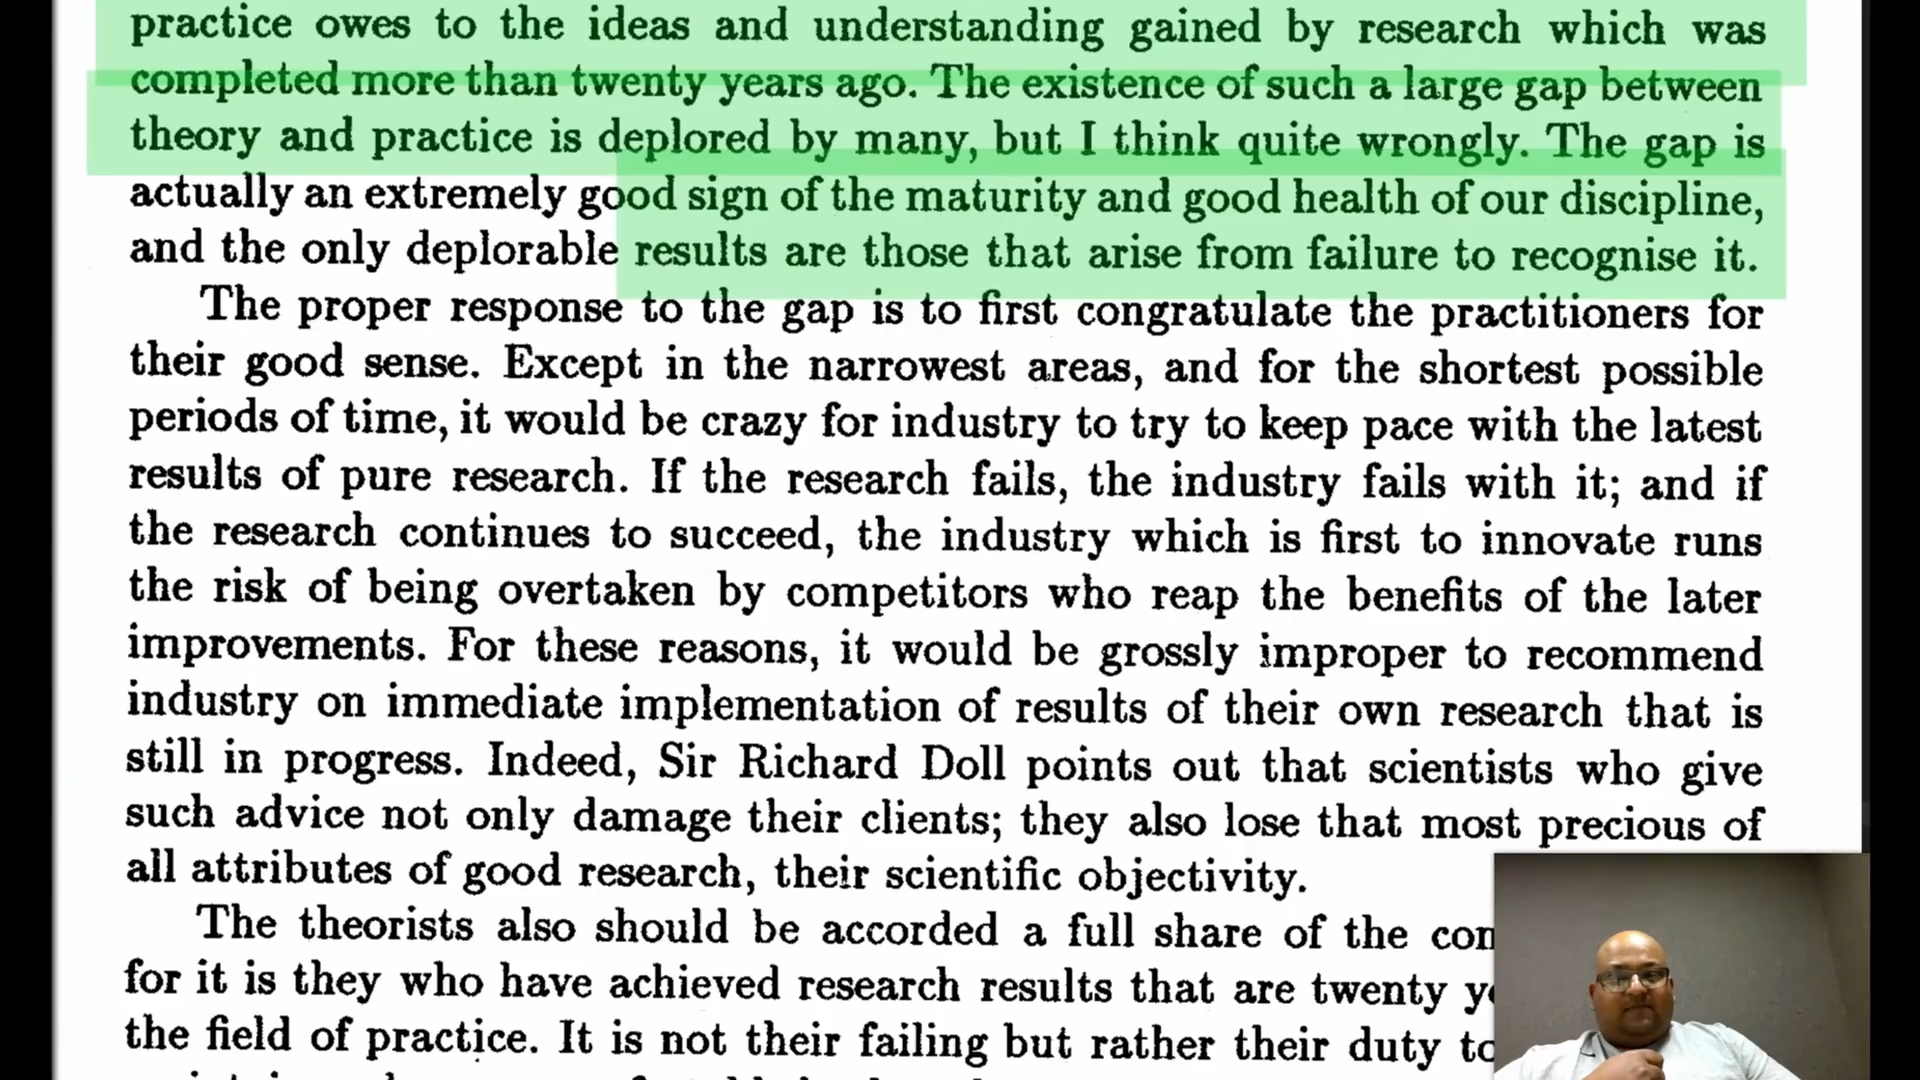 practice owes to the ideas and understanding gained by research which was
completed more than twenty years ago. The existence of such a large gap between
theory and practice is deplored by many, but I think quite wrongly. The gap is
actually an extremely good sign of the maturity and good health of our discipline,
and the only deplorable results are those that arise from failure to recognise it.
The proper response to the gap is to first congratulate the practitioners for
their good sense. Except in the narrowest areas, and for the shortest possible
periods of time, it would be crazy for industry to try to keep pace with the latest
results of pure research. If the research fails, the industry fails with it; and if
the research continues to succeed, the industry which is first to innovate runs
the risk of being overtaken by competitors who reap the benefits of the later
improvements. For these reasons, it would be grossly improper to recommend
industry on immediate implementation of results of their own research that is
still in progress. Indeed, Sir Richard Doll points out that scientists who give
such advice not only damage their clients; they also lose that most precious of
all attributes of good research, their scientific objectivity.
The theorists also should be accorded a full share of the con
for it is they who have achieved research results that are twenty y
the field of practice. It is not their failing but rather their duty to